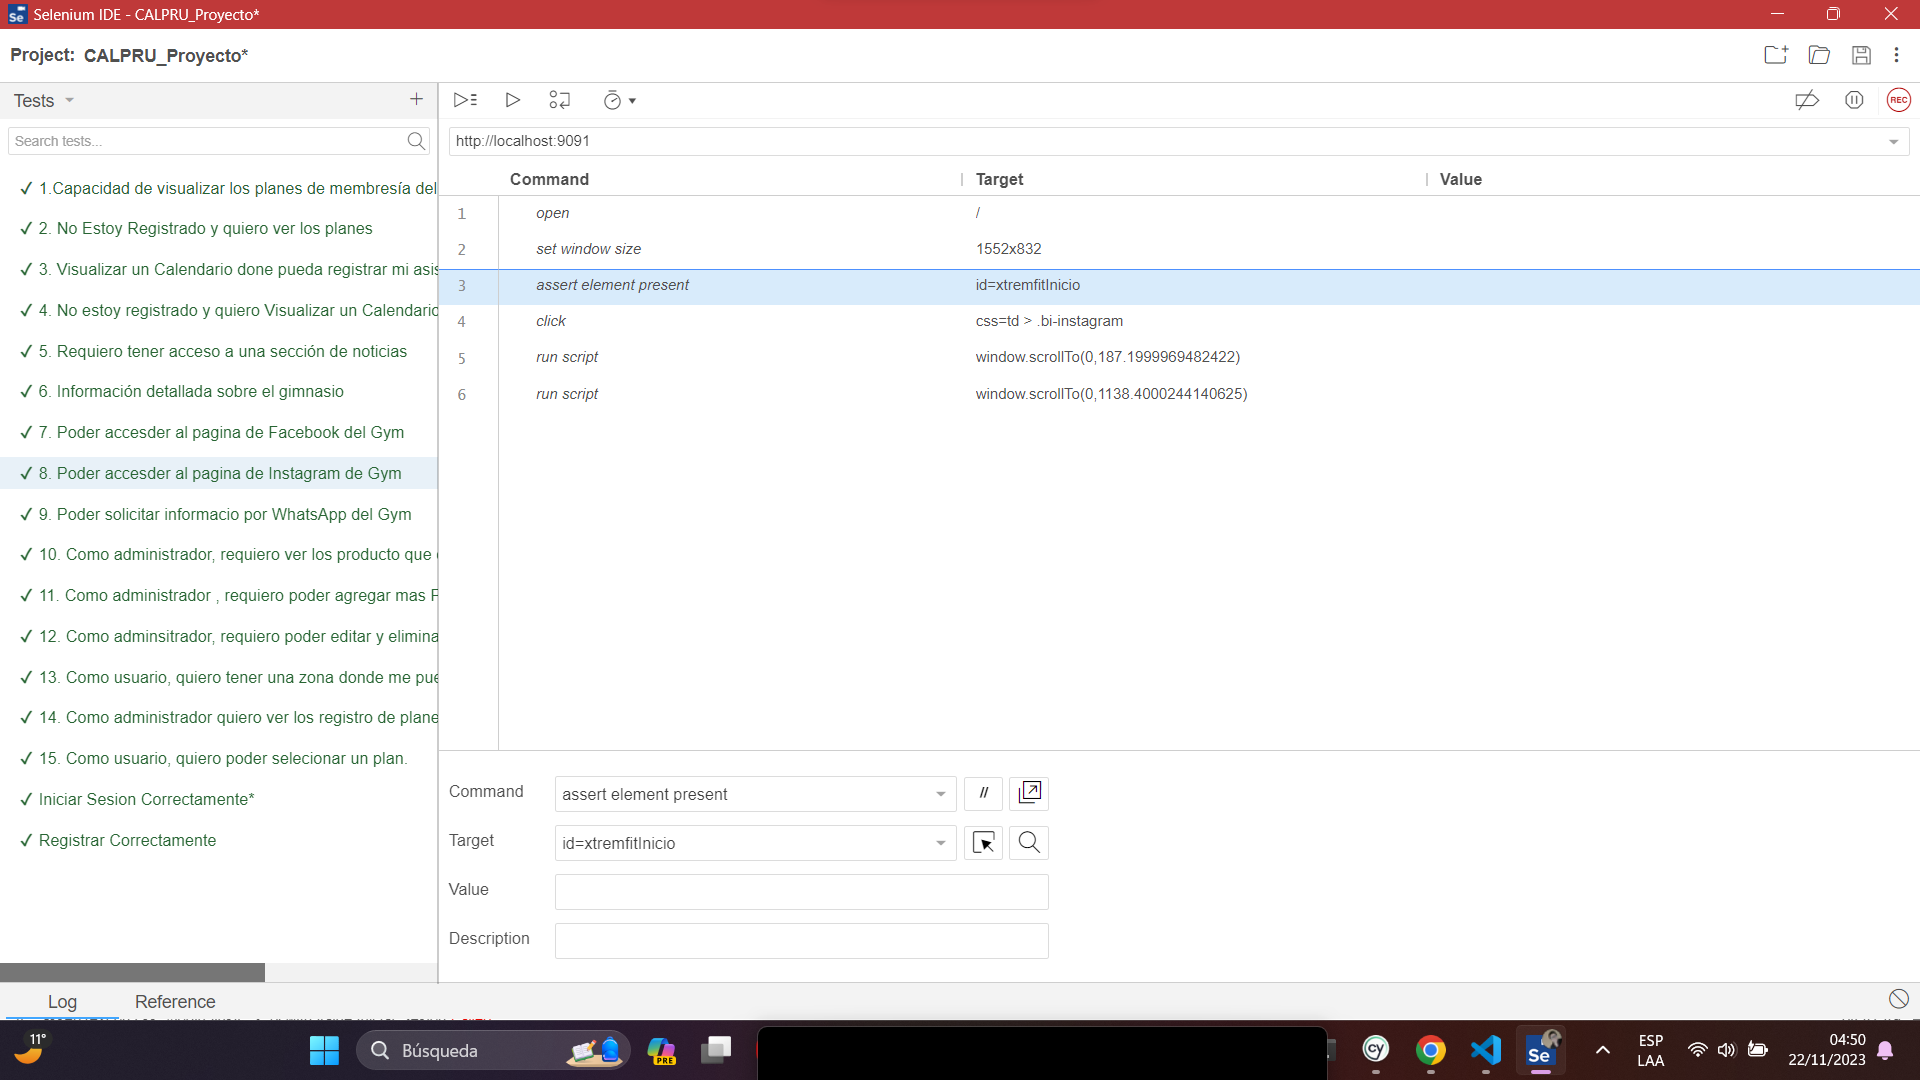 Selenium IDE - CALPRU_Proyecto*
Project: CALPRU_Proyecto*
Tests
Search tests...
✓ 1.Capacidad de visualizar los planes de membresía del
✓ 2. No Estoy Registrado y quiero ver los planes
✓ 3. Visualizar un Calendario done pueda registrar mi asis
✓ 4. No estoy registrado y quiero Visualizar un Calendario
✓ 5. Requiero tener acceso a una sección de noticias
✓ 6. Información detallada sobre el gimnasio
✓ 7. Poder accesder al pagina de Facebook del Gym
✓ 8. Poder accesder al pagina de Instagram de Gym
✓ 9. Poder solicitar informacio por WhatsApp del Gym
✓ 10. Como administrador, requiero ver los producto que
✓ 11. Como administrador , requiero poder agregar mas
✓ 12. Como adminsitrador, requiero poder editar y elimina
✓ 13. Como usuario, quiero tener una zona donde me pue
✓ 14. Como administrador quiero ver los registro de plane
✓ 15. Como usuario, quiero poder selecionar un plan.
✓ Iniciar Sesion Correctamente*
✓ Registrar Correctamente
REC
http://localhost:9091
Command Target Value
1 open /
2 set window size 1552x832
3 assert element present id=xtremfitInicio
4 click css=td > .bi-instagram
5 run script window.scrollTo(0,187.1999969482422)
6 run script window.scrollTo(0,1138.4000244140625)
Command assert element present //
Target id=xtremfitInicio
Value
Description
Log Reference
11°
Búsqueda
PRE
cy
Se
ESP
LAA
04:50
22/11/2023